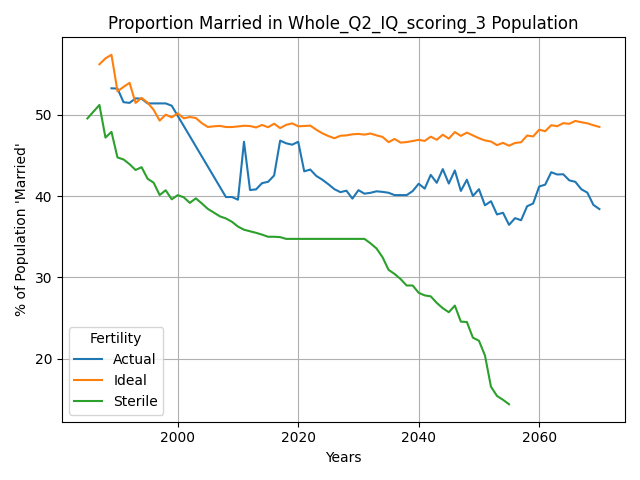 Proportion Married in Whole_Q2_IQ_scoring_3 Population
% of Population 'Married'
50
40
30
20
Fertility
Actual
Ideal
Sterile
2000
2020
2040
2060
Years